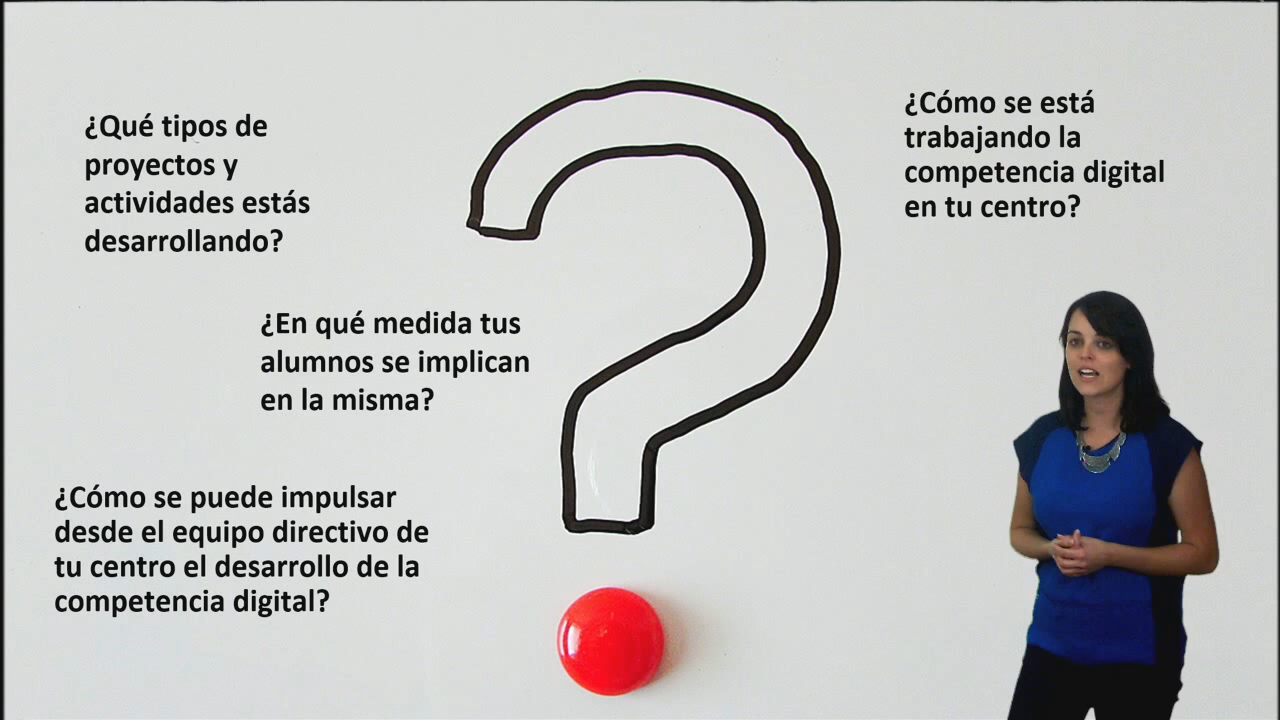 ¿Qué tipos de
proyectos y
actividades estás
desarrollando?
¿Cómo se está
trabajando la
competencia digital
en tu centro?
¿En qué medida tus
alumnos se implican
en la misma?
¿Cómo se puede impulsar
desde el equipo directivo de
tu centro el desarrollo de la
competencia digital?